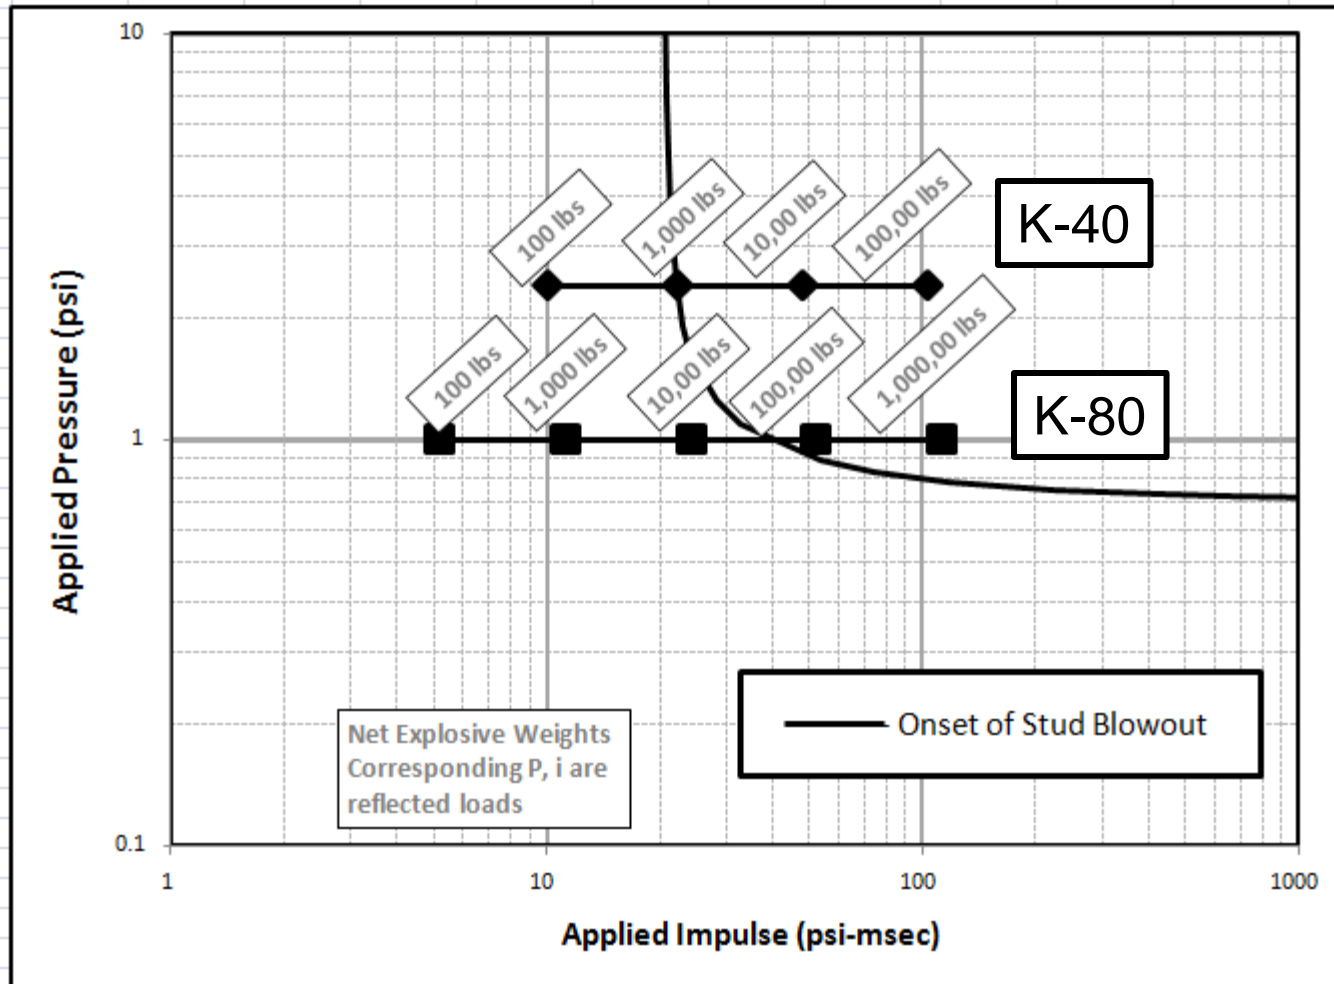 10
100 lbs
1,000 lbs
10,00 lbs
100,00 lbs
K-40
100 lbs
1,000 lbs
10,00 lbs
100,00 lbs
1,000,00 lbs
K-80
1
Applied Pressure (psi)
Net Explosive Weights
Corresponding P, i are
reflected loads
Onset of Stud Blowout
0.1
1
10
100
1000
Applied Impulse (psi-msec)